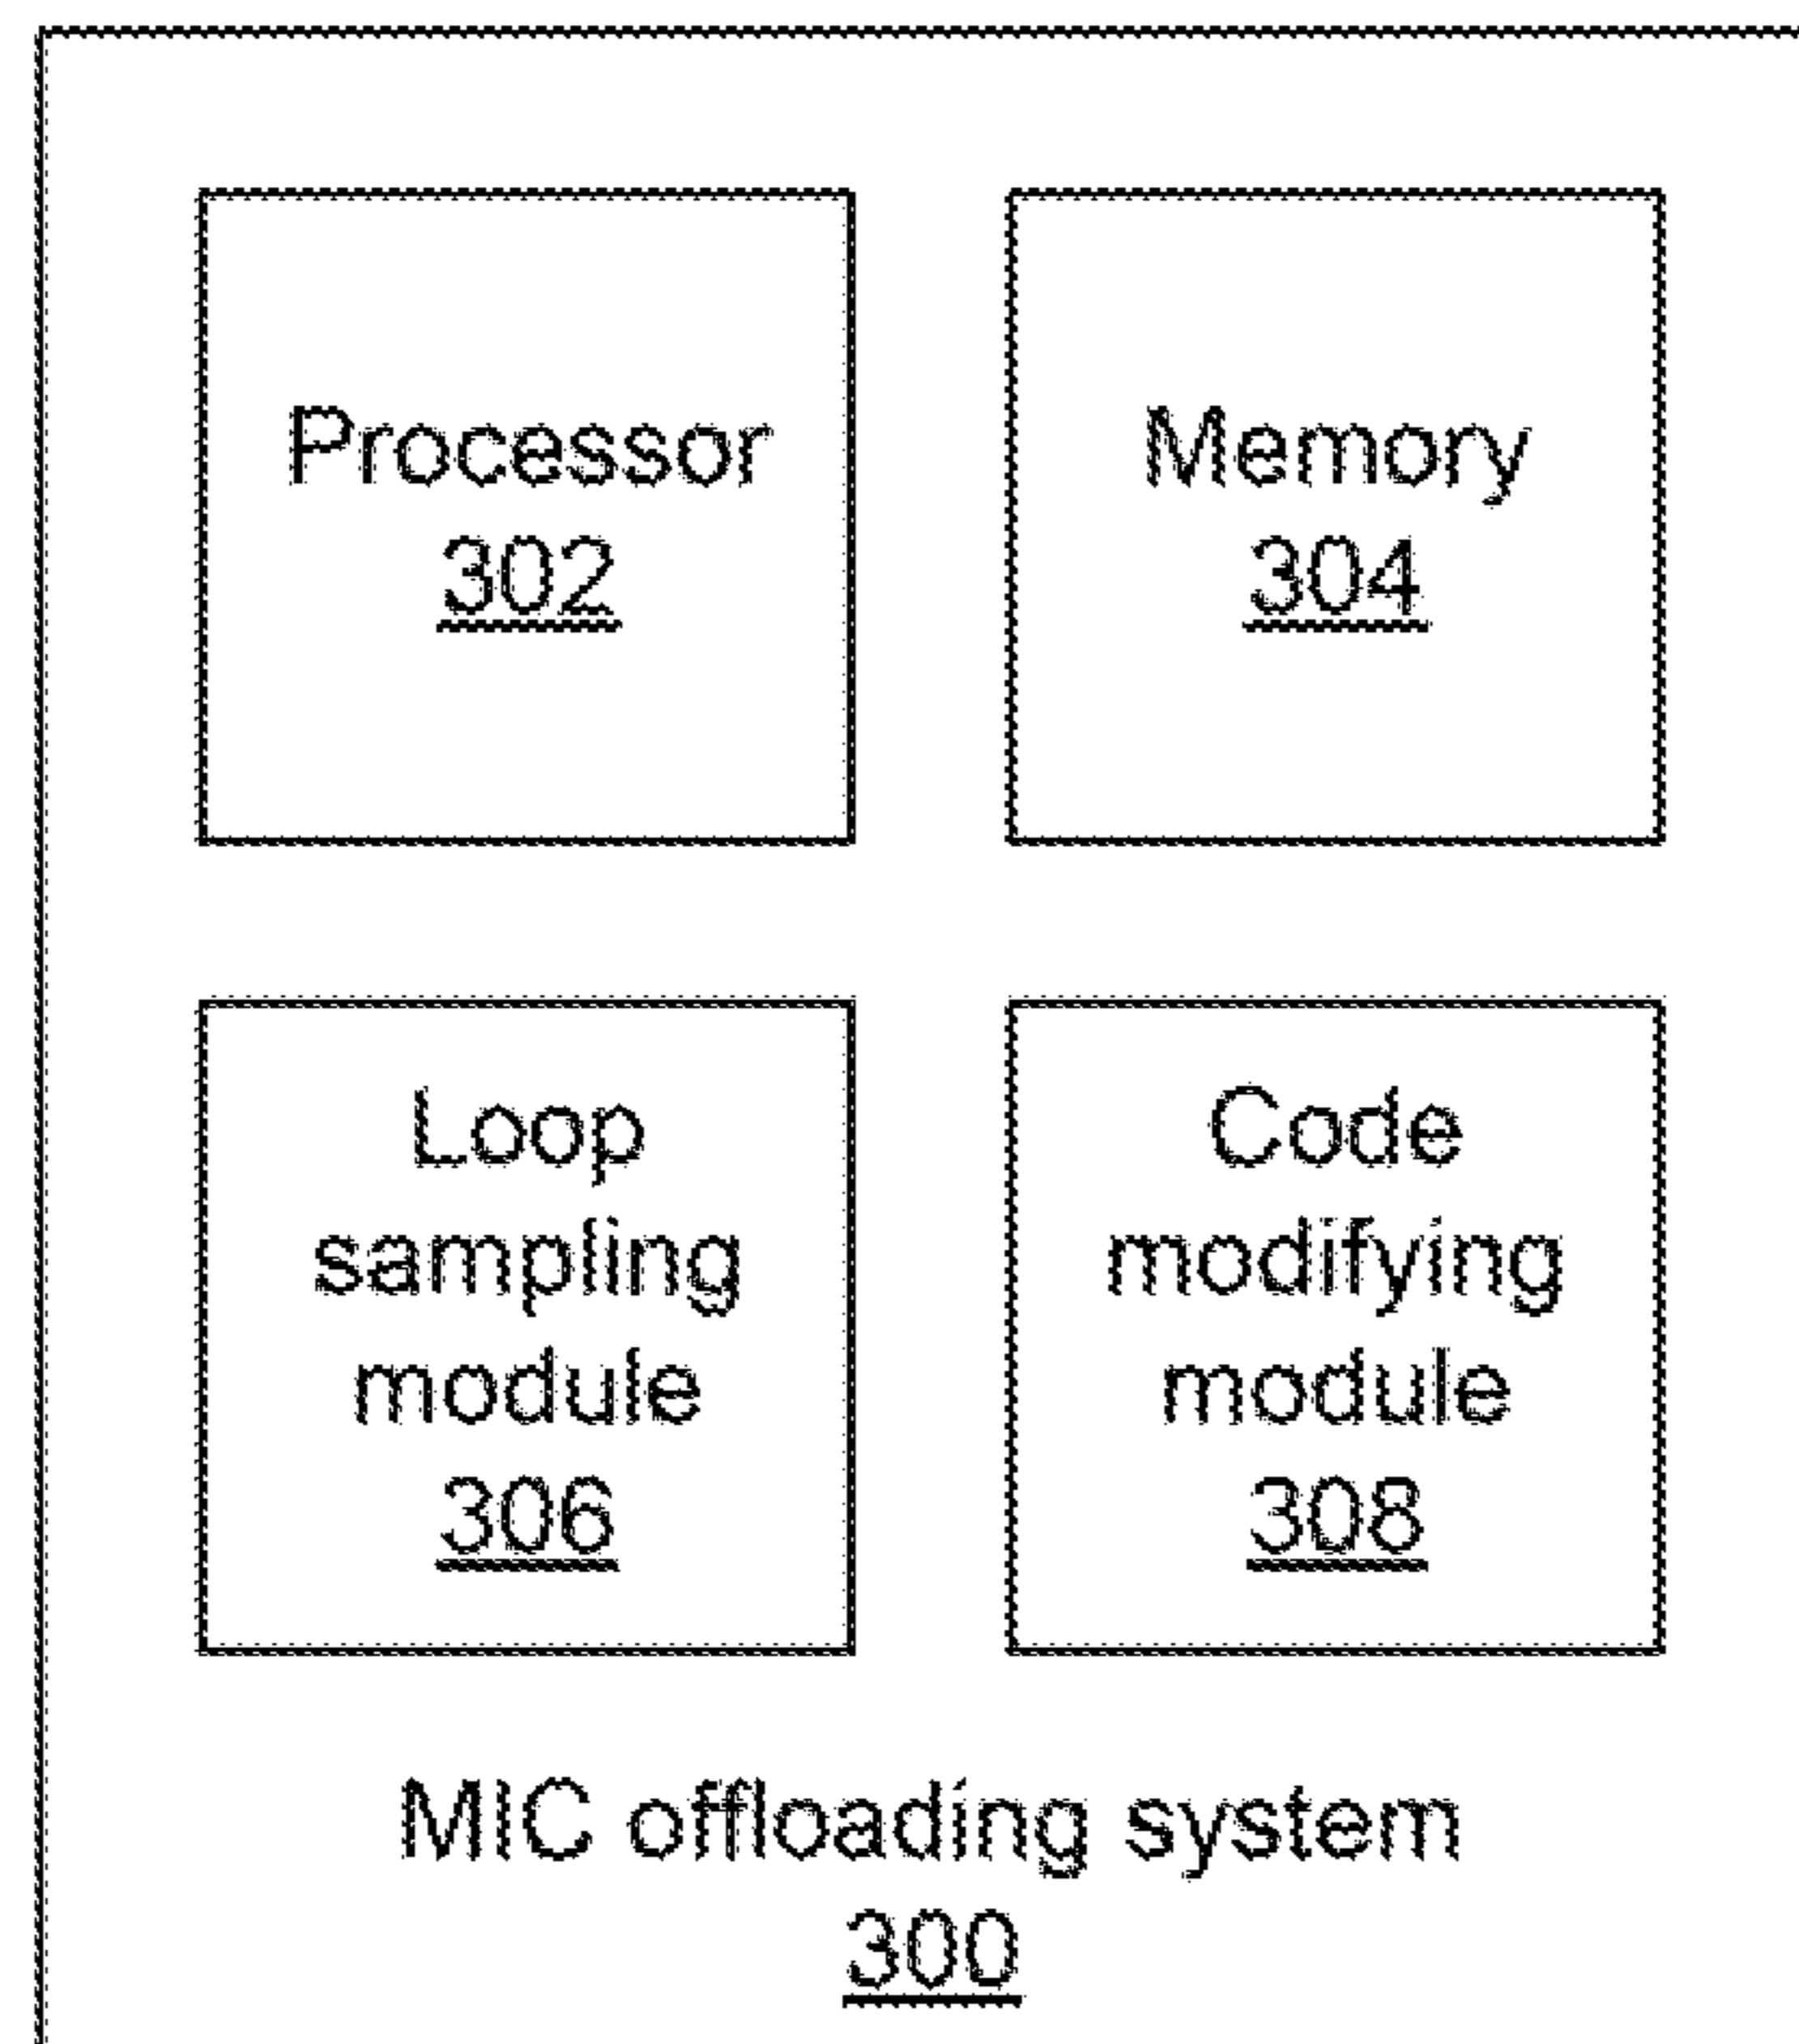 Processor
302
Memory
304
Loop
sampling
module
306
Code
modifying
module
308
MIC offloading system
300